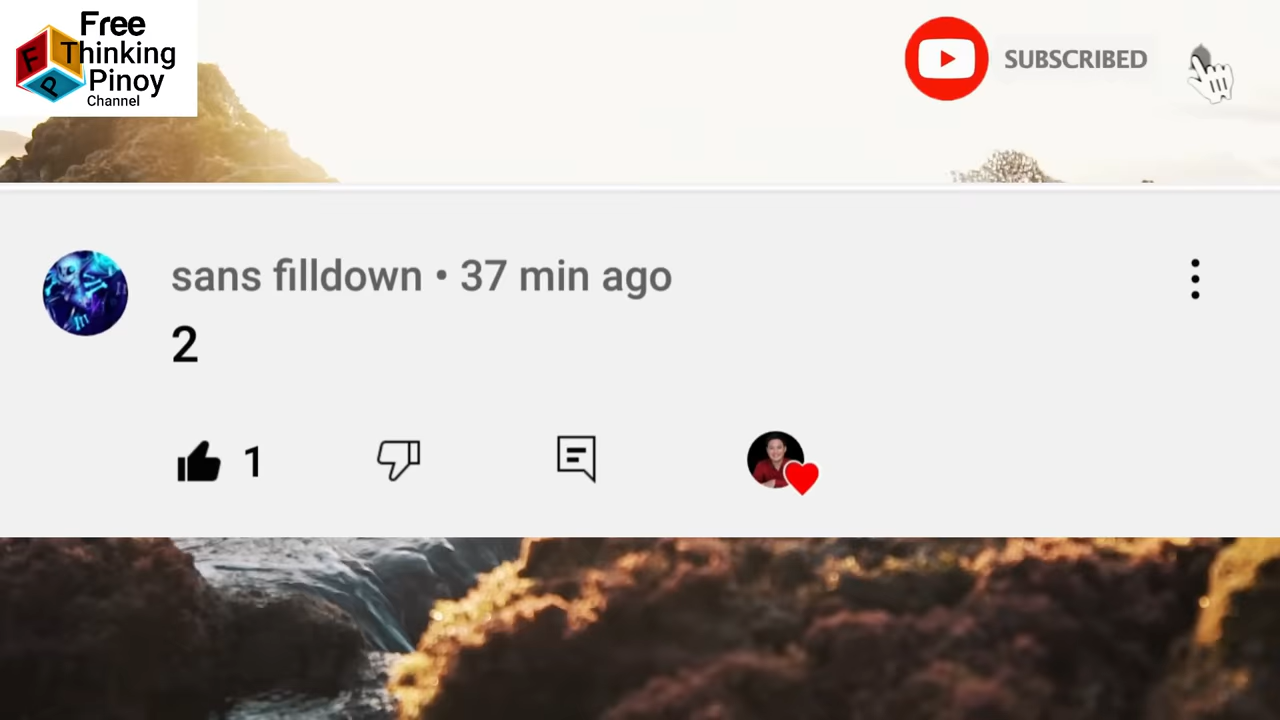 Free
Thinking
Pinoy
Channel
F
P
SUBSCRIBED
sans filldown • 37 min ago
2
1